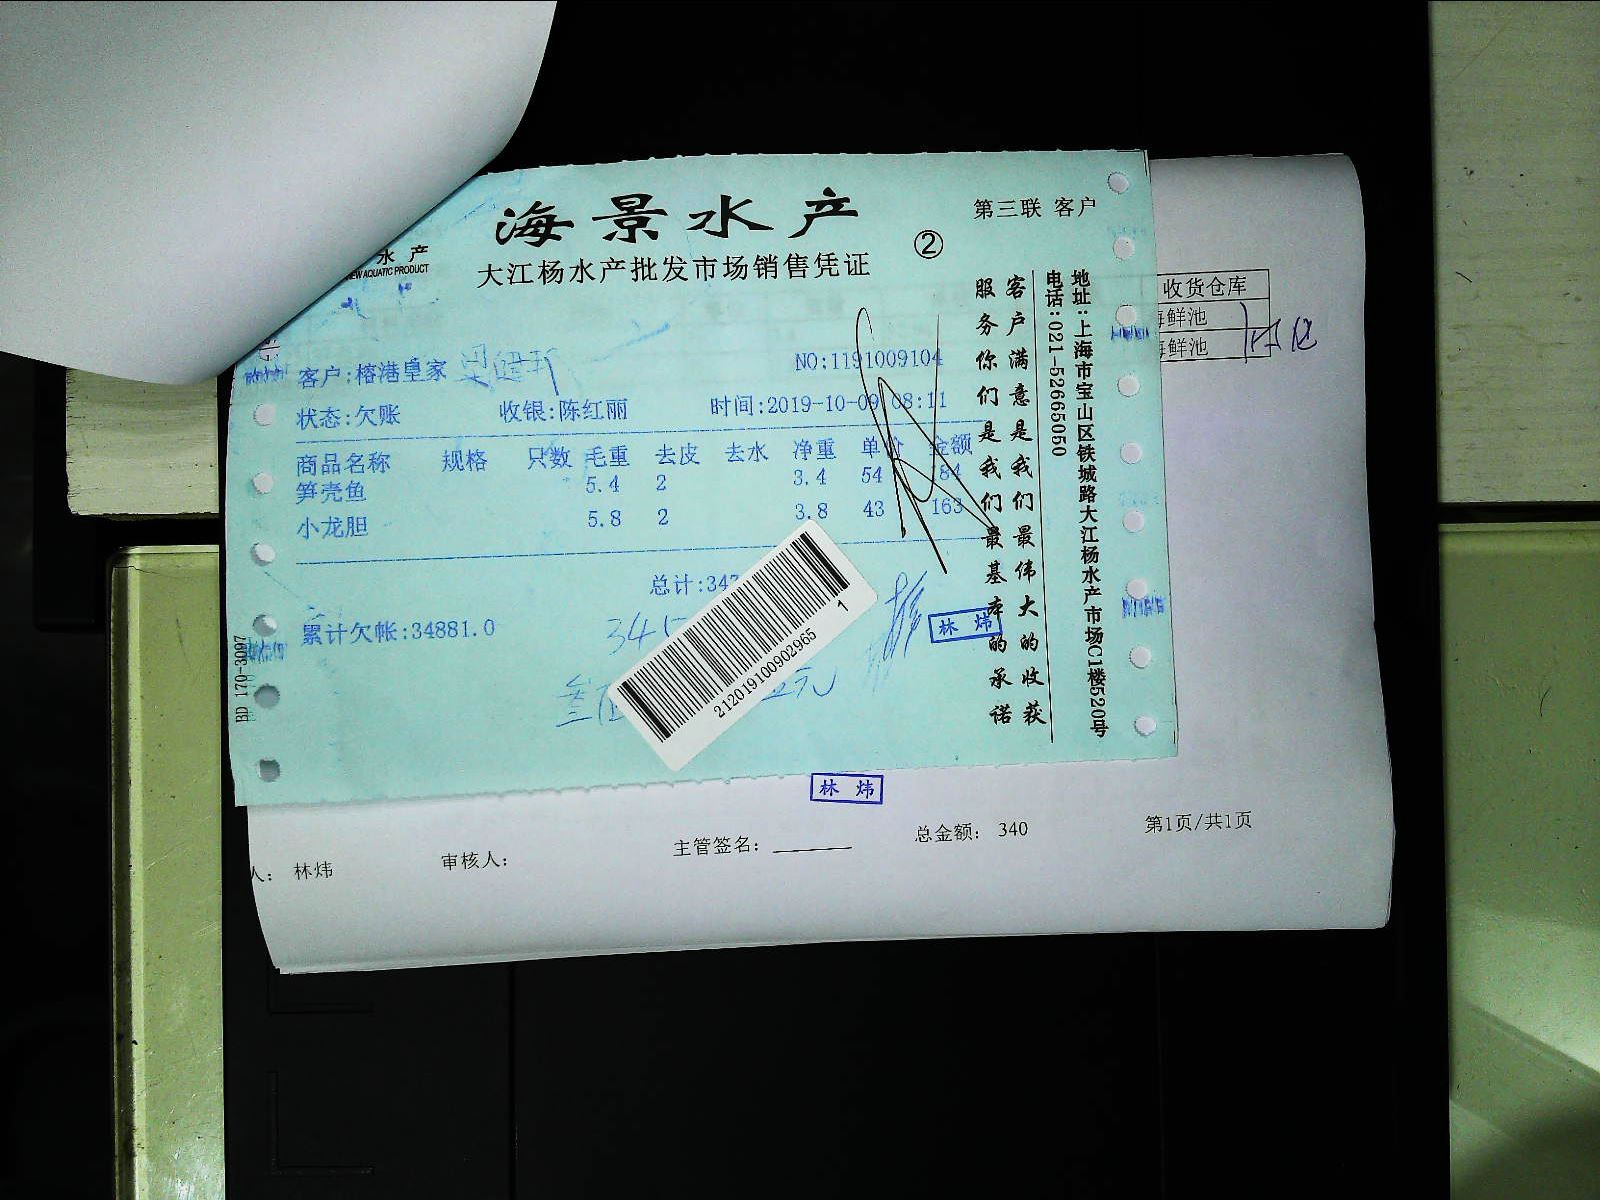 海景水产
第三联 客户
②
水产
AQUATIC PRODUCT
大江杨水产批发市场销售凭证
客户:榕港皇家
NO:1191009104
状态:欠账 收银:陈红丽 时间:2019-10-09 08:11
商品名称 规格 只数 毛重 去皮 去水 净重 单价 金额
笋壳鱼 5.4 2 3.4 54 184
小龙胆 5.8 2 3.8 43 163
总计:347
累计欠帐:34881.0
345
212019100902965
1
林 炜
BD 170-3097
客户满意是我们最伟大的收获
服务你们是我们最基本的承诺
地址:上海市宝山区铁城路大江杨水产市场C1楼520号
电话:021-52665050
收货仓库
海鲜池
海鲜池
林 炜
人: 林炜 审核人: 主管签名: 总金额: 340 第1页/共1页